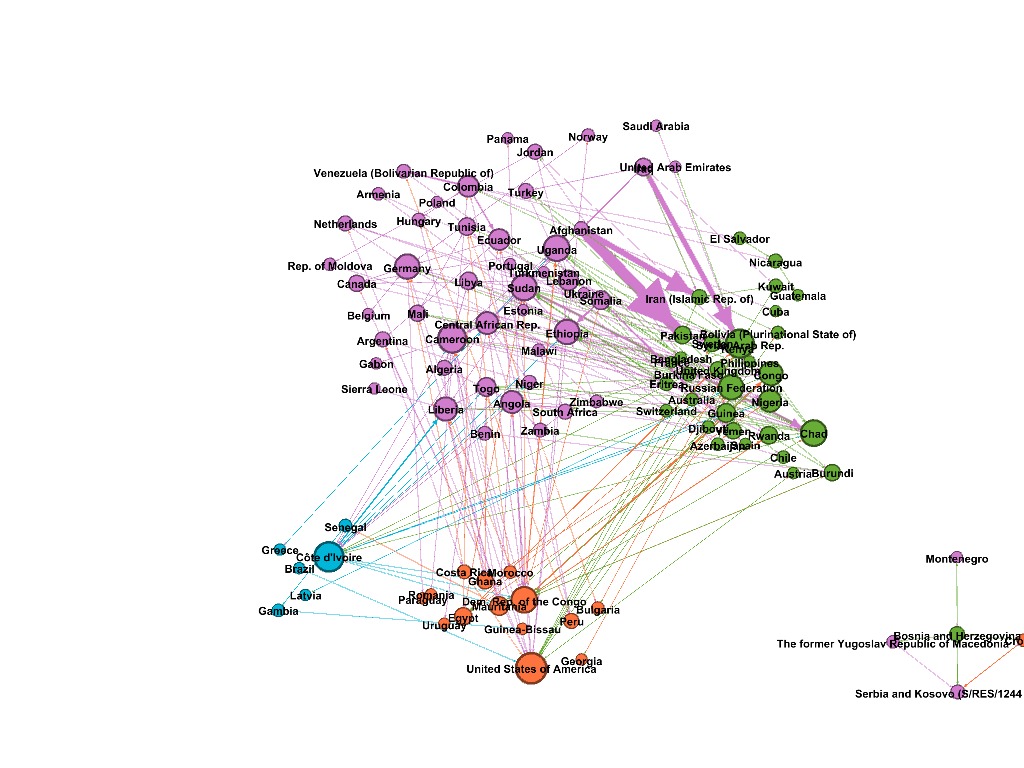 Saudi Arabia
Norway
Panama
Jordan
United Arab Emirates
Venezuela (Bolivarian Republic of)
Colombia
Turkey
Armenia
Poland
Netherlands
Hungary
Tunisia
Afghanistan
Ecuador
El Salvador
Uganda
Nicaragua
Rep. of Moldova
Germany
Portugal
Turkmenistan
Canada
Libya
Lebanon
Sudan
Kuwait
Ukraine
Guatemala
Somalia
Iran (Islamic Rep. of)
Estonia
Cuba
Belgium
Mali
Central African Rep.
Ethiopia
Pakistan
Bolivia (Plurinational State of)
Argentina
Cameroon
Malawi
Bangladesh
Gabon
Algeria
Philippines
United Kingdom
Burkina Faso
Congo
Sierra Leone
Togo
Niger
Eritrea
Russian Federation
Liberia
Angola
Zimbabwe
Australia
Nigeria
South Africa
Switzerland
Guinea
Benin
Zambia
Djibouti
Yemen
Rwanda
Chad
Azerbaijan
Spain
Chile
Austria
Burundi
Senegal
Greece
Côte d'Ivoire
Brazil
Montenegro
Costa Rica
Morocco
Ghana
Latvia
Romania
Paraguay
Dem. Rep. of the Congo
Mauritania
Gambia
Bulgaria
Egypt
Peru
Uruguay
Guinea-Bissau
Bosnia and Herzegovina
The former Yugoslav Republic of Macedonia
Georgia
United States of America
Serbia and Kosovo (S/RES/1244